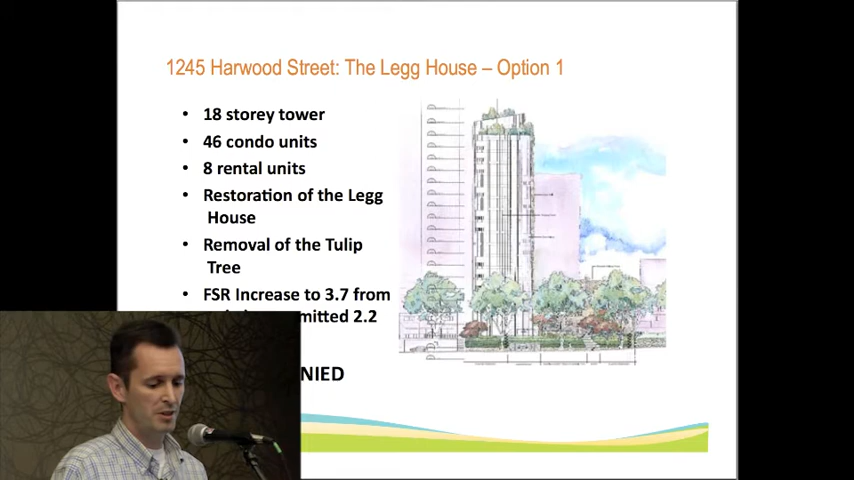 1245 Harwood Street: The Legg House – Option 1
• 18 storey tower
• 46 condo units
• 8 rental units
• Restoration of the Legg
House
• Removal of the Tulip
Tree
• FSR Increase to 3.7 from
mitted 2.2
NIED